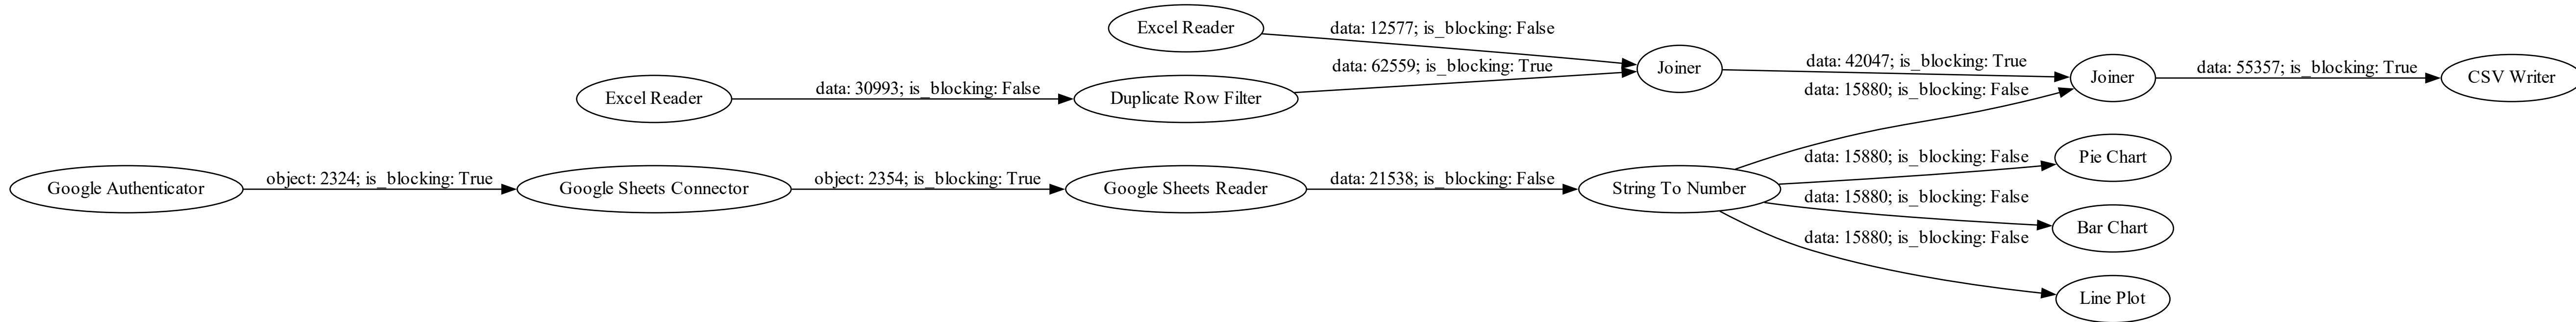 Excel Reader
data: 12577; is_blocking: False
data: 62559; is_blocking: True
Joiner
data: 42047; is_blocking: True
Joiner
data: 55357; is_blocking: True
CSV Writer
Excel Reader
data: 30993; is_blocking: False
Duplicate Row Filter
data: 15880; is_blocking: False
Google Authenticator
object: 2324; is_blocking: True
Google Sheets Connector
object: 2354; is_blocking: True
Google Sheets Reader
data: 21538; is_blocking: False
String To Number
data: 15880; is_blocking: False
Pie Chart
data: 15880; is_blocking: False
Bar Chart
data: 15880; is_blocking: False
Line Plot